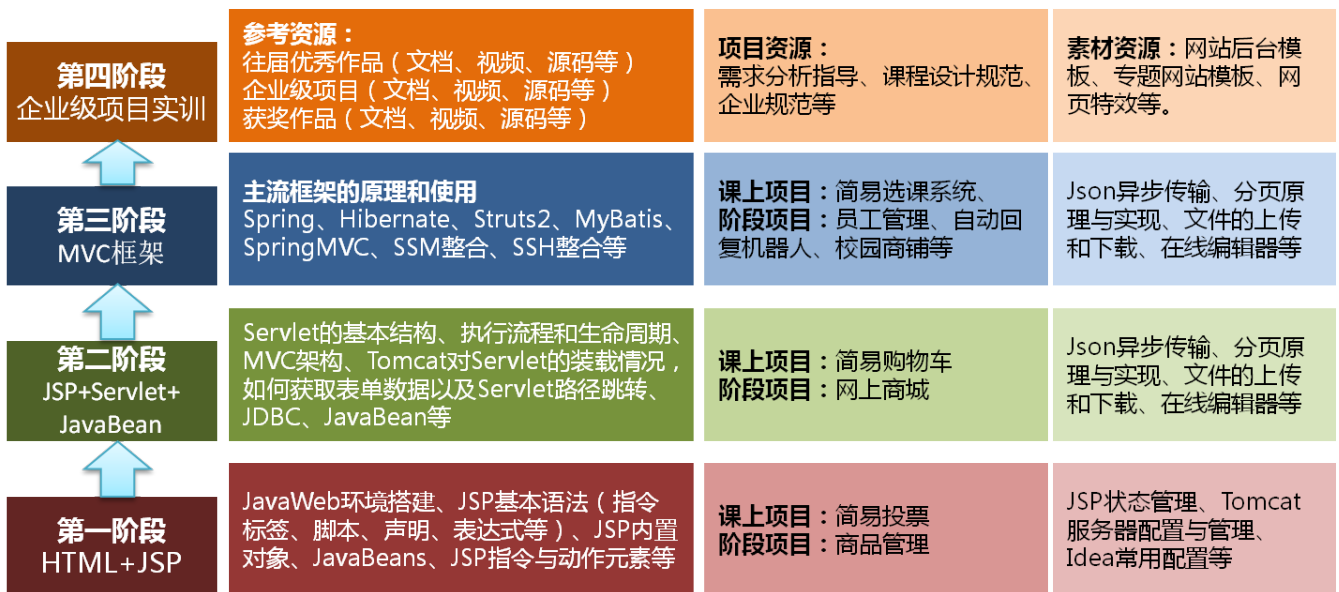 第四阶段
企业级项目实训
参考资源：
往届优秀作品（文档、视频、源码等）
企业级项目（文档、视频、源码等）
获奖作品（文档、视频、源码等）
项目资源：
需求分析指导、课程设计规范、
企业规范等
素材资源：网站后台模
板、专题网站模板、网
页特效等。
第三阶段
MVC框架
主流框架的原理和使用
Spring、Hibernate、Struts2、MyBatis、
SpringMVC、SSM整合、SSH整合等
课上项目：简易选课系统、
阶段项目：员工管理、自动回
复机器人、校园商铺等
Json异步传输、分页原
理与实现、文件的上传
和下载、在线编辑器等
第二阶段
JSP+Servlet+
JavaBean
Servlet的基本结构、执行流程和生命周期、
MVC架构、Tomcat对Servlet的装载情况，
如何获取表单数据以及Servlet路径跳转、
JDBC、JavaBean等
课上项目：简易购物车
阶段项目：网上商城
Json异步传输、分页原
理与实现、文件的上传
和下载、在线编辑器等
第一阶段
HTML+JSP
JavaWeb环境搭建、JSP基本语法（指令
标签、脚本、声明、表达式等）、JSP内置
对象、JavaBeans、JSP指令与动作元素等
课上项目：简易投票
阶段项目：商品管理
JSP状态管理、Tomcat
服务器配置与管理、
Idea常用配置等